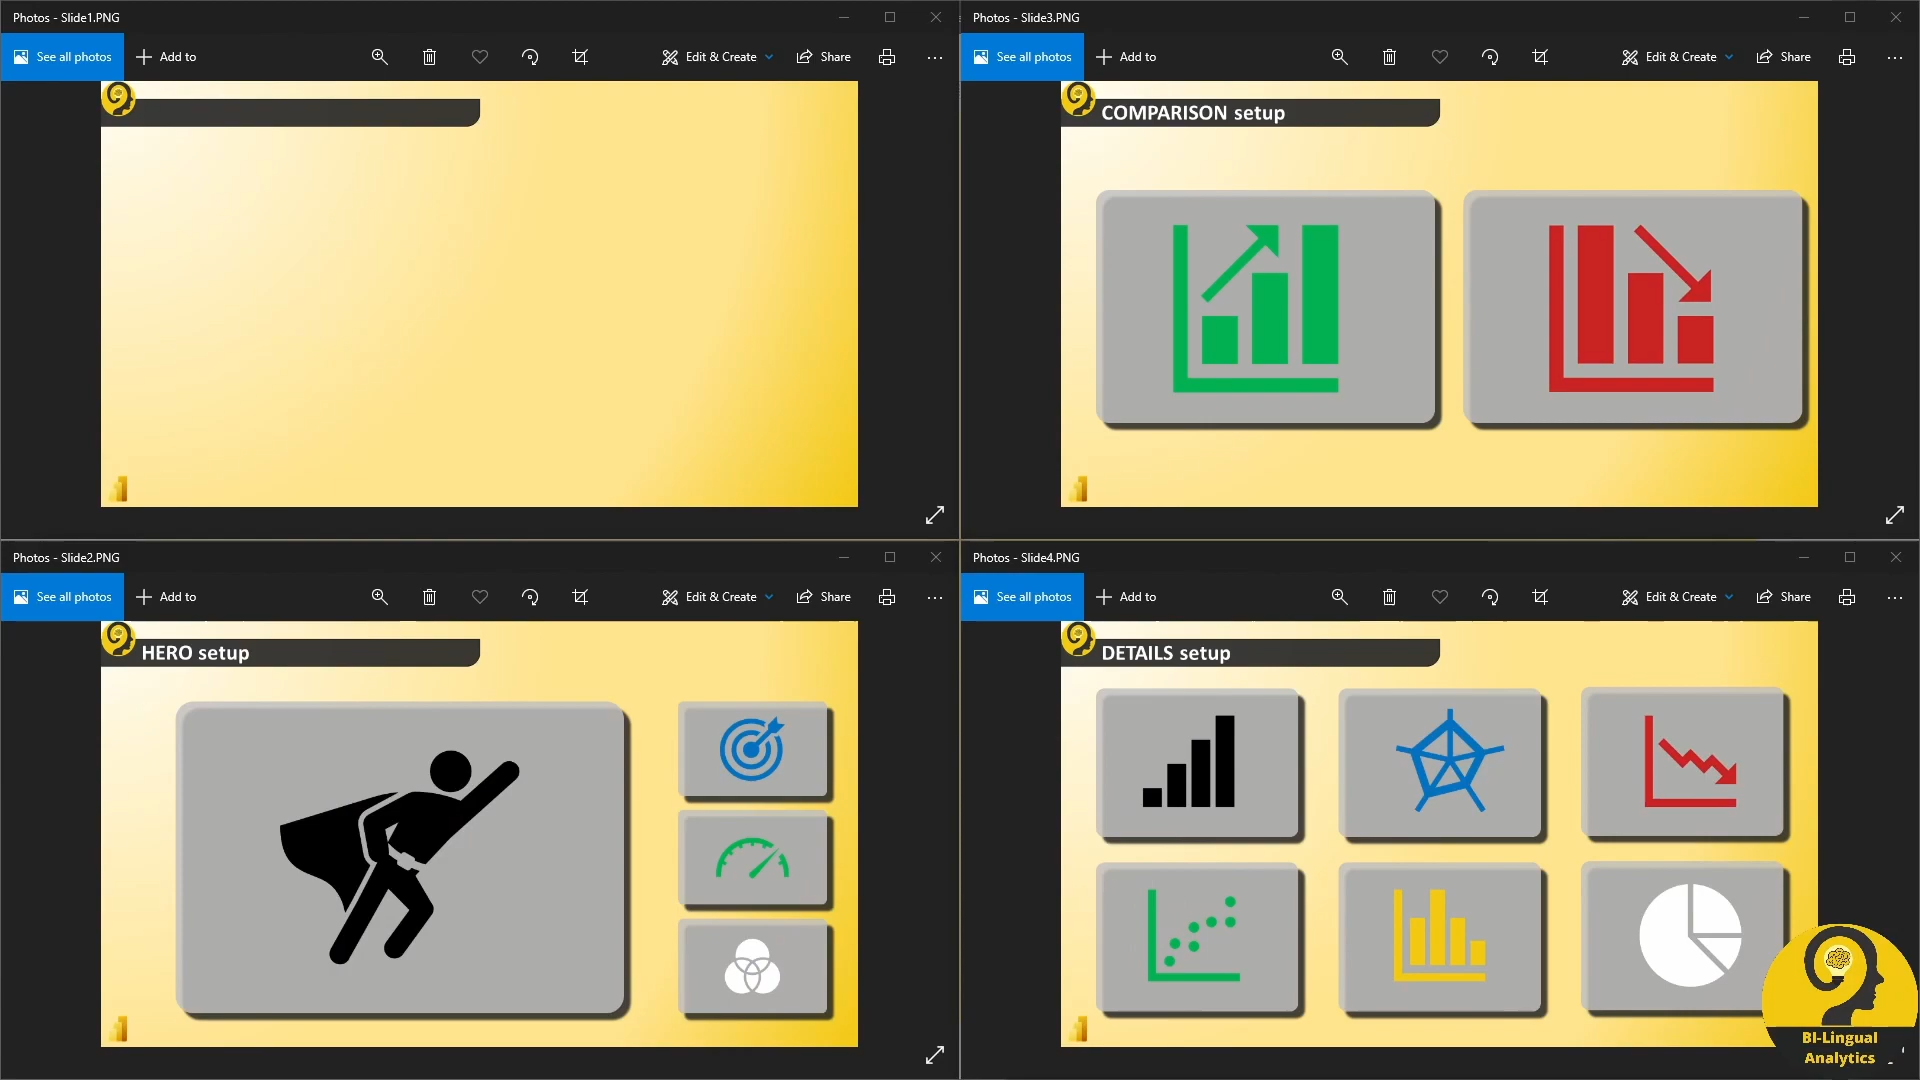 Photos - Slide1.PNG
See all photos
Add to
Edit & Create
Share
Photos - Slide3.PNG
See all photos
Add to
Edit & Create
Share
COMPARISON setup
Photos - Slide2.PNG
See all photos
Add to
Edit & Create
Share
HERO setup
Photos - Slide4.PNG
See all photos
Add to
Edit & Create
Share
DETAILS setup
BI-Lingual
Analytics